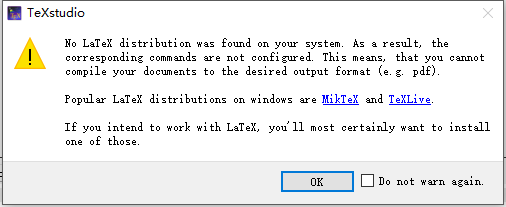 TeXstudio
No LaTeX distribution was found on your system. As a result, the
corresponding commands are not configured. This means, that you cannot
compile your documents to the desired output format (e.g. pdf).
Popular LaTeX distributions on windows are MikTeX and TeXLive.
If you intend to work with LaTeX, you'll most certainly want to install
one of those.
OK
Do not warn again.